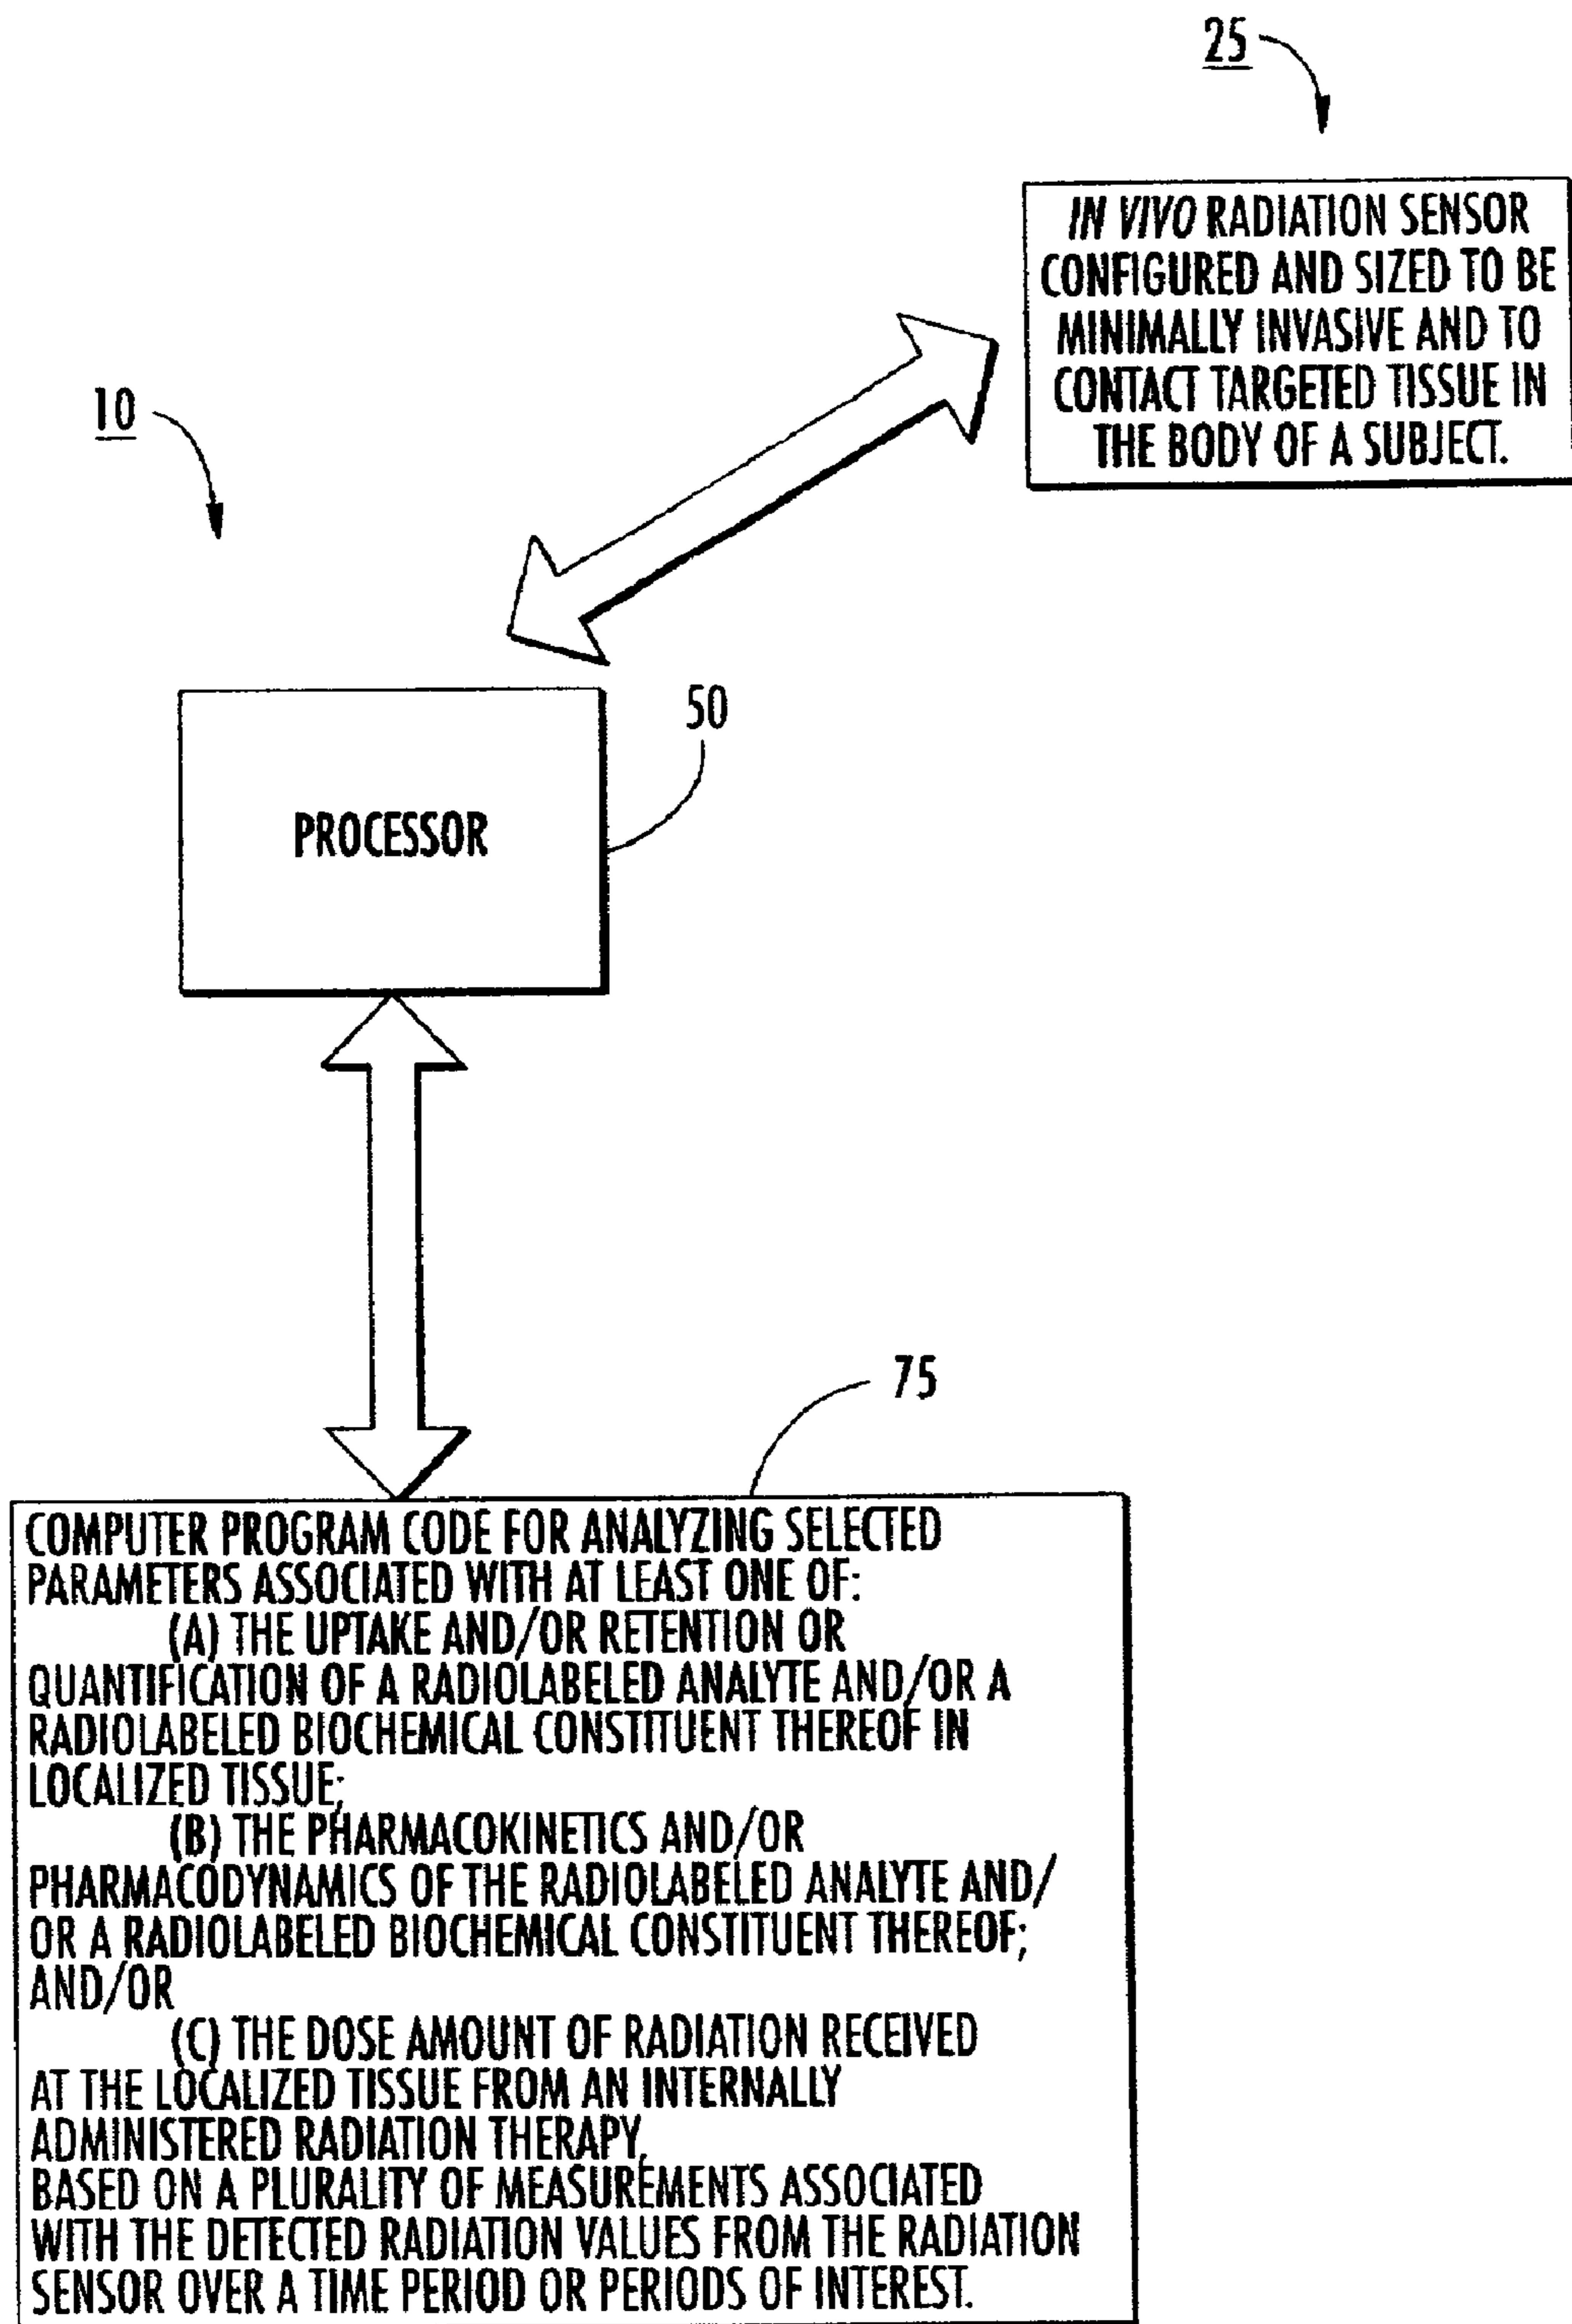 25
IN VIVO RADIATION SENSOR
CONFIGURED AND SIZED TO BE
MINIMALLY INVASIVE AND TO
CONTACT TARGETED TISSUE IN
THE BODY OF A SUBJECT.
10
50
PROCESSOR
75
COMPUTER PROGRAM CODE FOR ANALYZING SELECTED
PARAMETERS ASSOCIATED WITH AT LEAST ONE OF:
(A) THE UPTAKE AND/OR RETENTION OR
QUANTIFICATION OF A RADIOLABELED ANALYTE AND/OR A
RADIOLABELED BIOCHEMICAL CONSTITUENT THEREOF IN
LOCALIZED TISSUE;
(B) THE PHARMACOKINETICS AND/OR
PHARMACODYNAMICS OF THE RADIOLABELED ANALYTE AND/
OR A RADIOLABELED BIOCHEMICAL CONSTITUENT THEREOF;
AND/OR
(C) THE DOSE AMOUNT OF RADIATION RECEIVED
AT THE LOCALIZED TISSUE FROM AN INTERNALLY
ADMINISTERED RADIATION THERAPY,
BASED ON A PLURALITY OF MEASUREMENTS ASSOCIATED
WITH THE DETECTED RADIATION VALUES FROM THE RADIATION
SENSOR OVER A TIME PERIOD OR PERIODS OF INTEREST.